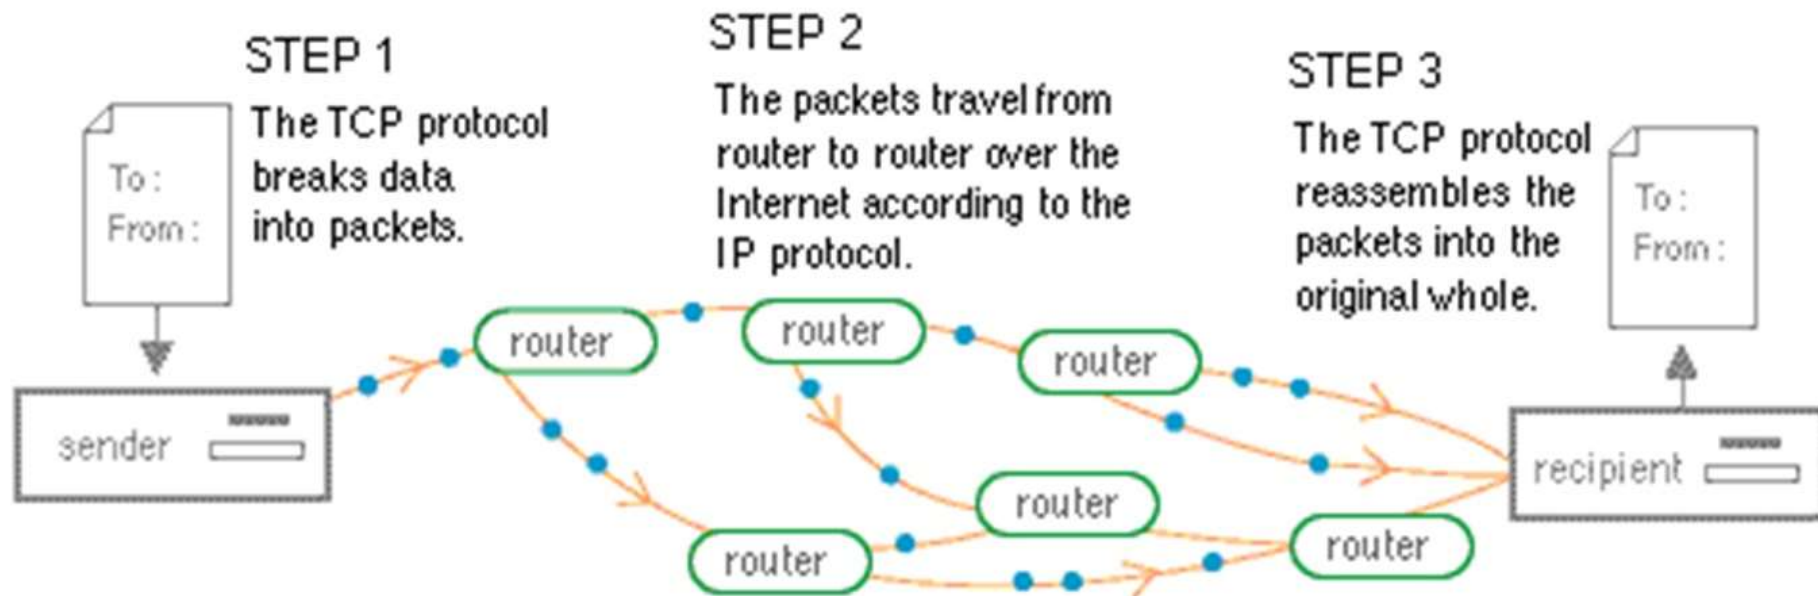 STEP 1
The TCP protocol
breaks data
into packets.
To :
From :
STEP 2
The packets travel from
router to router over the
Internet according to the
IP protocol.
STEP 3
The TCP protocol
reassembles the
packets into the
original whole.
To :
From :
sender
router
router
router
router
router
router
recipient